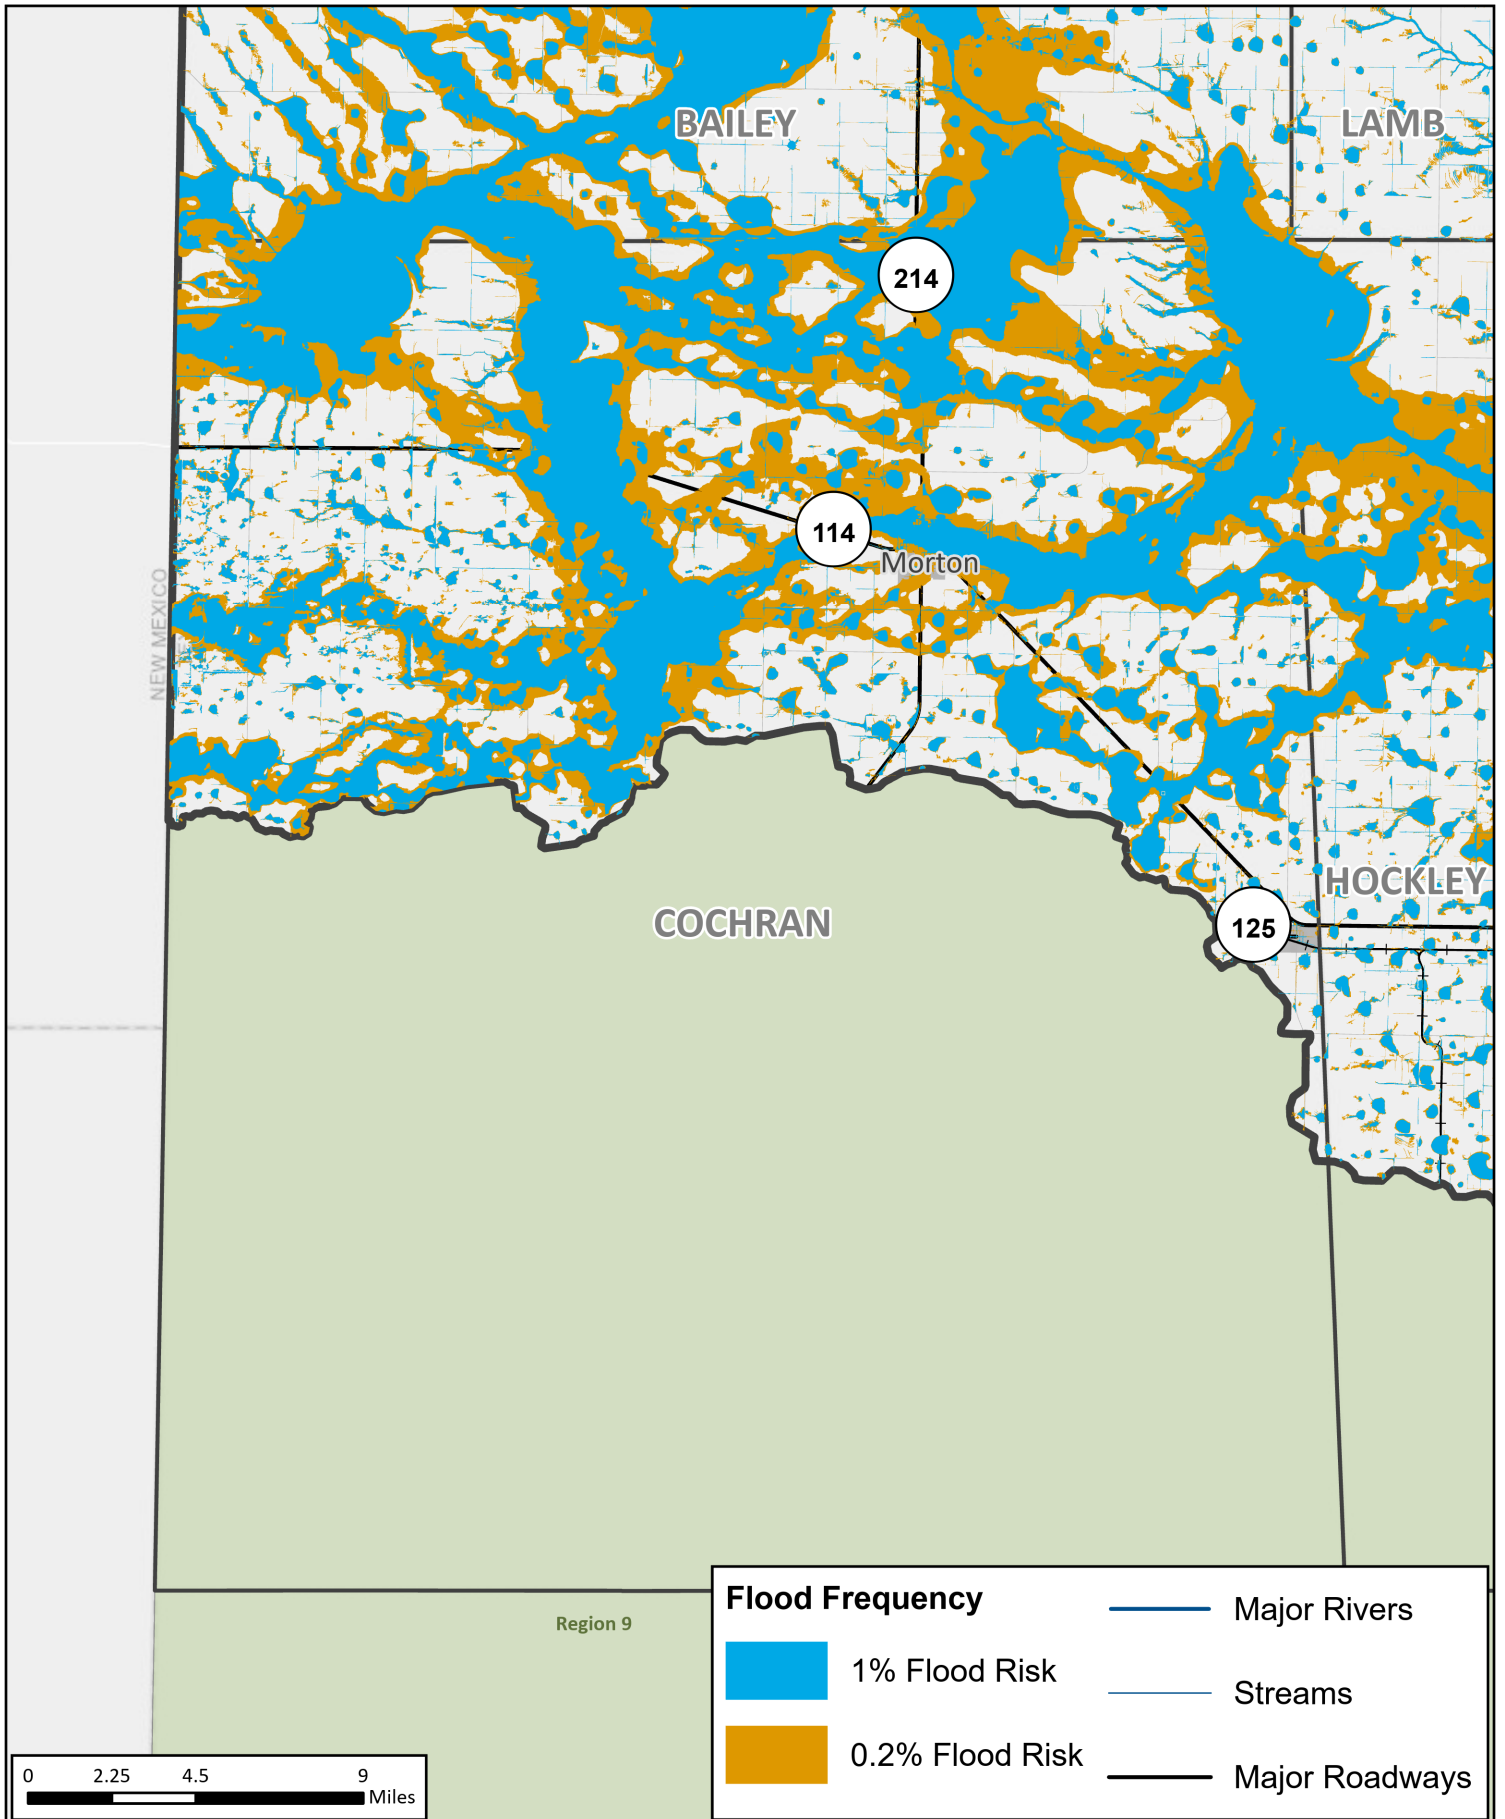 BAILEY
LAMB
214
114
Morton
NEW MEXICO
HOCKLEY
COCHRAN
125
Region 9
Flood Frequency
1% Flood Risk
0.2% Flood Risk
Major Rivers
Streams
Major Roadways
0 2.25 4.5 9
Miles